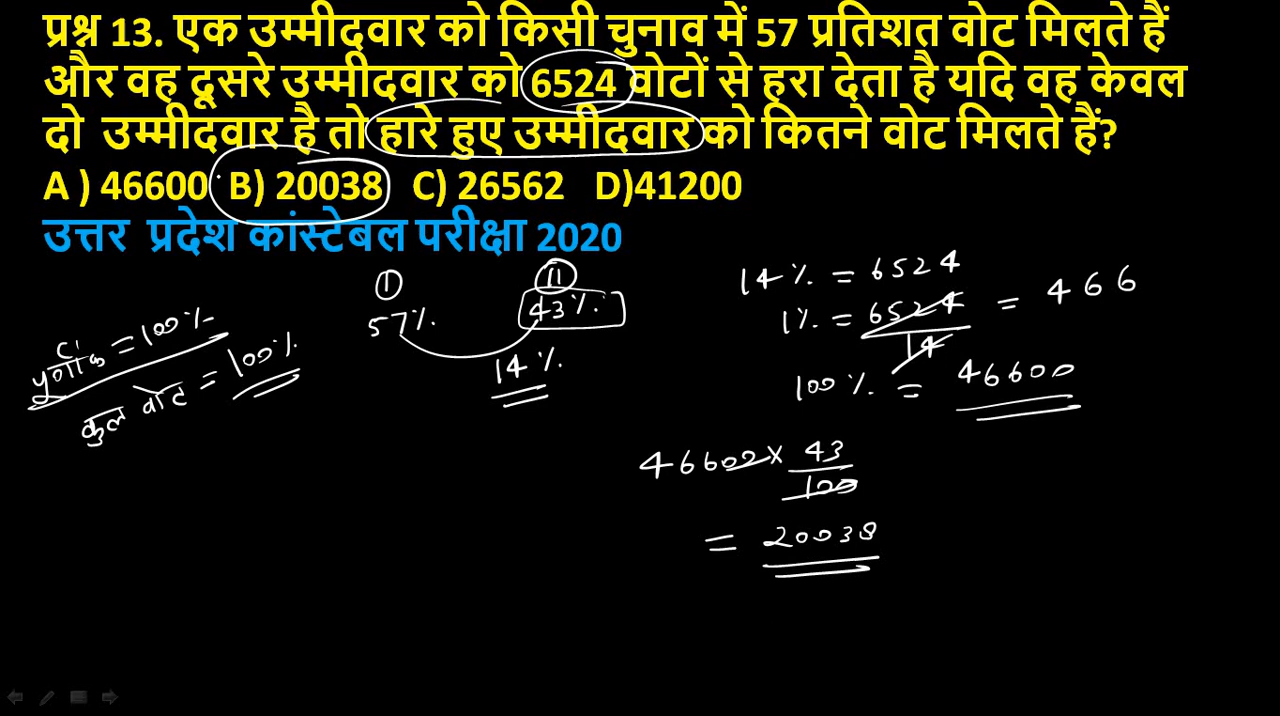 प्रश्न 13. एक उम्मीदवार को किसी चुनाव में 57 प्रतिशत वोट मिलते हैं
और वह दूसरे उम्मीदवार को 6524 वोटों से हरा देता है यदि वह केवल
दो उम्मीदवार है तो हारे हुए उम्मीदवार को कितने वोट मिलते हैं?
A ) 46600 B) 20038 C) 26562 D)41200
उत्तर प्रदेश कांस्टेबल परीक्षा 2020
I
57%
II
43%.
14%
= 100%
कुल वोट = 100%
14% = 6524
1% = 6524/14 = 466
100% = 46600
46600 x 43/100
= 20038